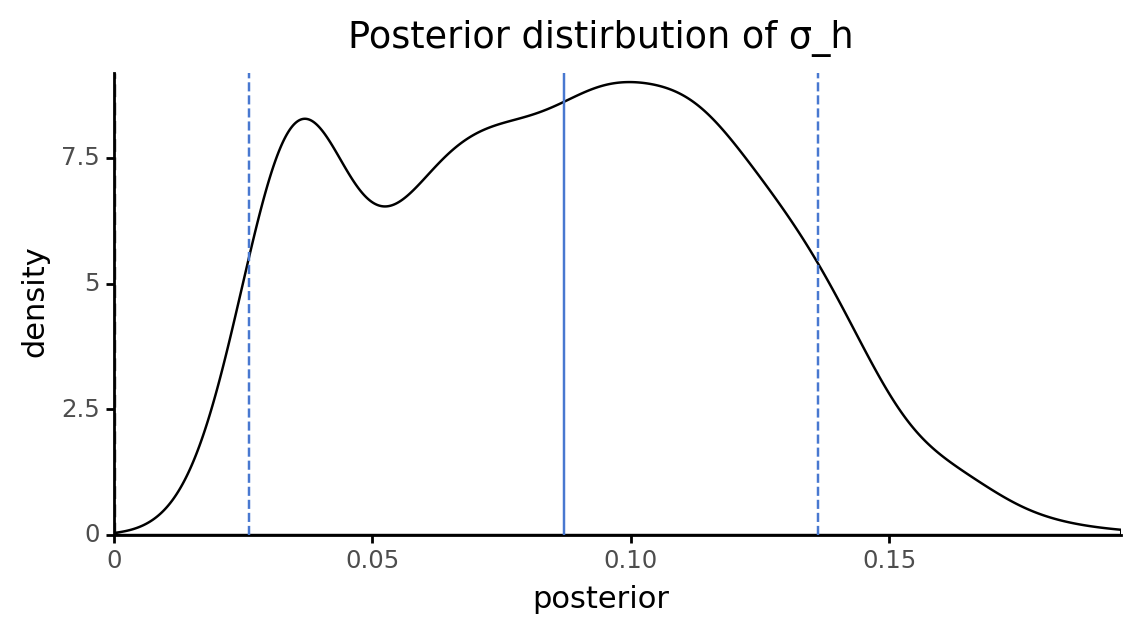 Posterior distirbution of σ_h
7.5
5
2.5
0
density
0
0.05
0.10
0.15
posterior